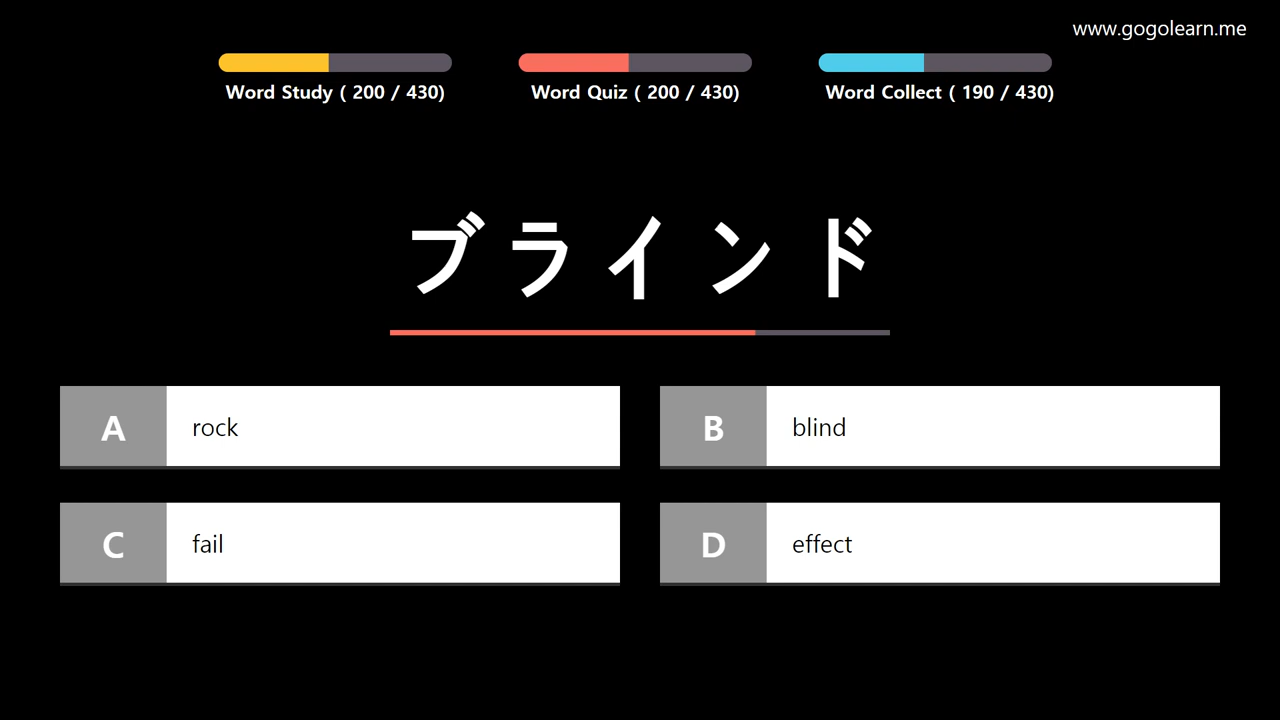 www.gogolearn.me
Word Study ( 200 / 430)
Word Quiz ( 200 / 430)
Word Collect ( 190 / 430)
ブラインド
A rock
B blind
C fail
D effect